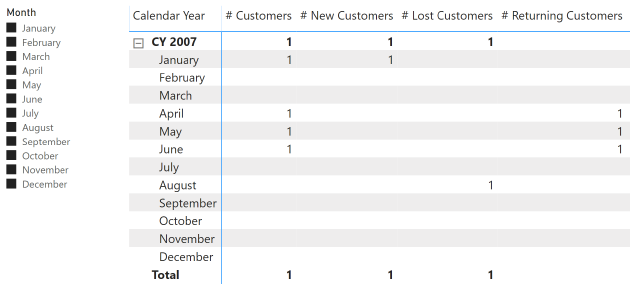 Month
January
February
March
April
May
June
July
August
September
October
November
December
Calendar Year # Customers # New Customers # Lost Customers # Returning Customers
CY 2007 1 1 1
January 1 1
February
March
April 1 1
May 1 1
June 1 1
July
August 1
September
October
November
December
Total 1 1 1